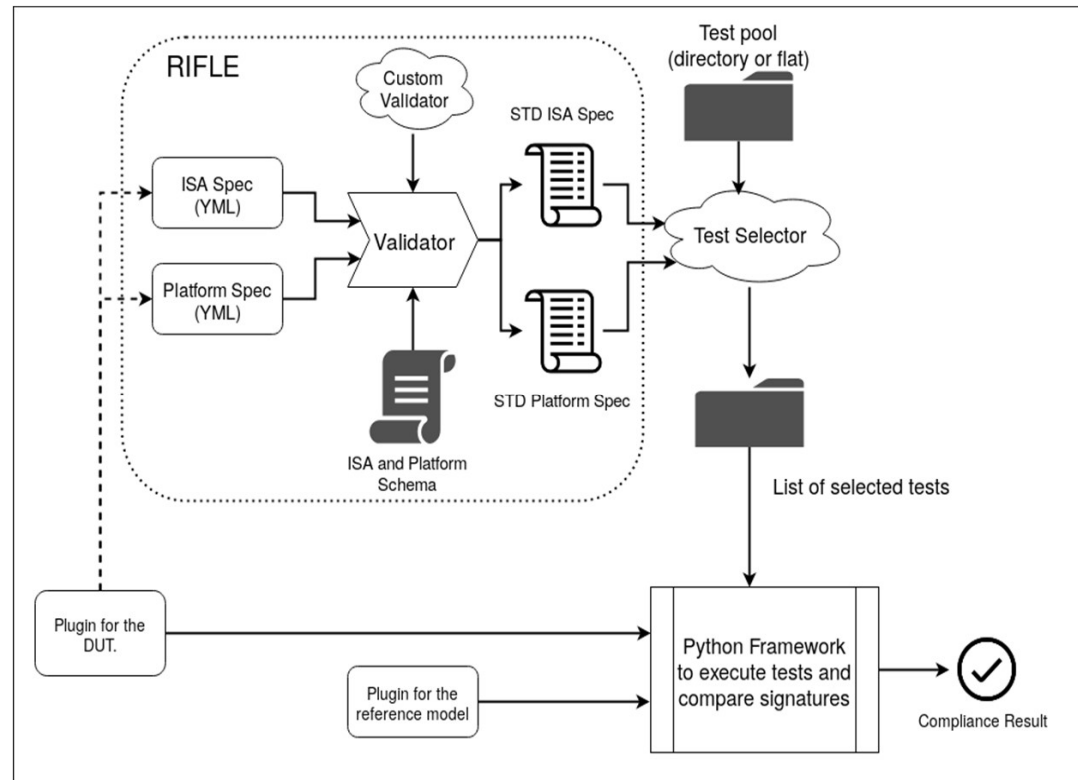 RIFLE
Custom
Validator
Test pool
(directory or flat)
STD ISA Spec
ISA Spec
(YML)
Validator
Test Selector
Platform Spec
(YML)
STD Platform Spec
ISA and Platform
Schema
List of selected tests
Plugin for the
DUT.
Python Framework
to execute tests and
compare signatures
Plugin for the
reference model
Compliance Result